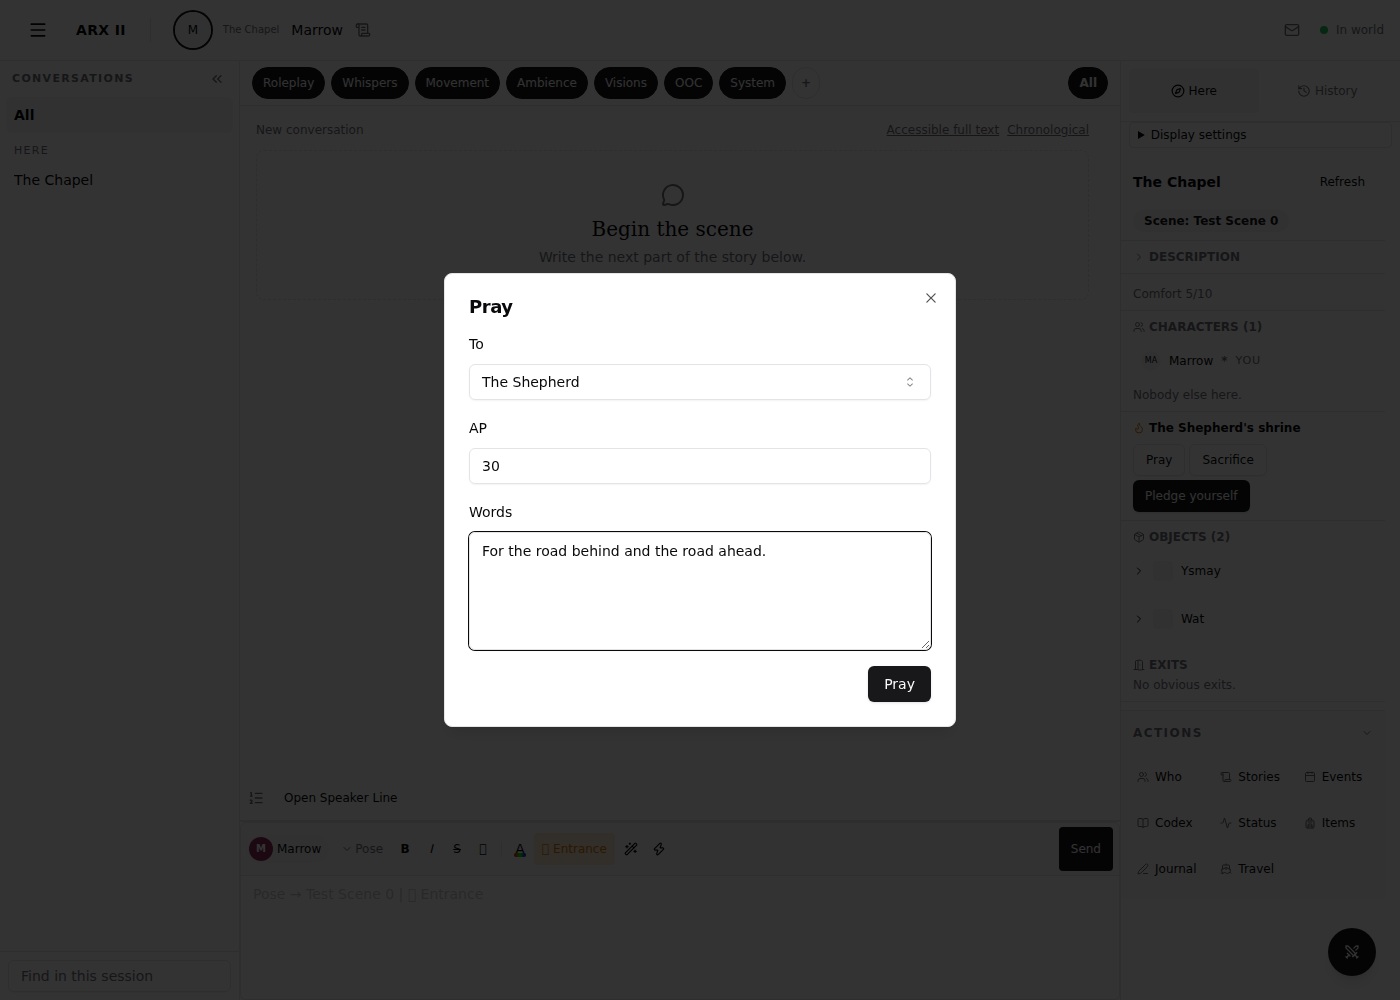 ARX II
M
The Chapel
Marrow
In world
CONVERSATIONS
All
HERE
The Chapel
Find in this session
Roleplay
Whispers
Movement
Ambience
Visions
OOC
System
+
All
New conversation
Accessible full text
Chronological
Begin the scene
Write the next part of the story below.
Pray
To
The Shepherd
AP
30
Words
For the road behind and the road ahead.
Pray
Open Speaker Line
M
Marrow
Pose
B
I
S
A
Entrance
Send
Pose → Test Scene 0 | Entrance
Here
History
Display settings
The Chapel
Refresh
Scene: Test Scene 0
DESCRIPTION
Comfort 5/10
CHARACTERS (1)
MA
Marrow * YOU
Nobody else here.
The Shepherd's shrine
Pray
Sacrifice
Pledge yourself
OBJECTS (2)
Ysmay
Wat
EXITS
No obvious exits.
ACTIONS
Who
Stories
Events
Codex
Status
Items
Journal
Travel